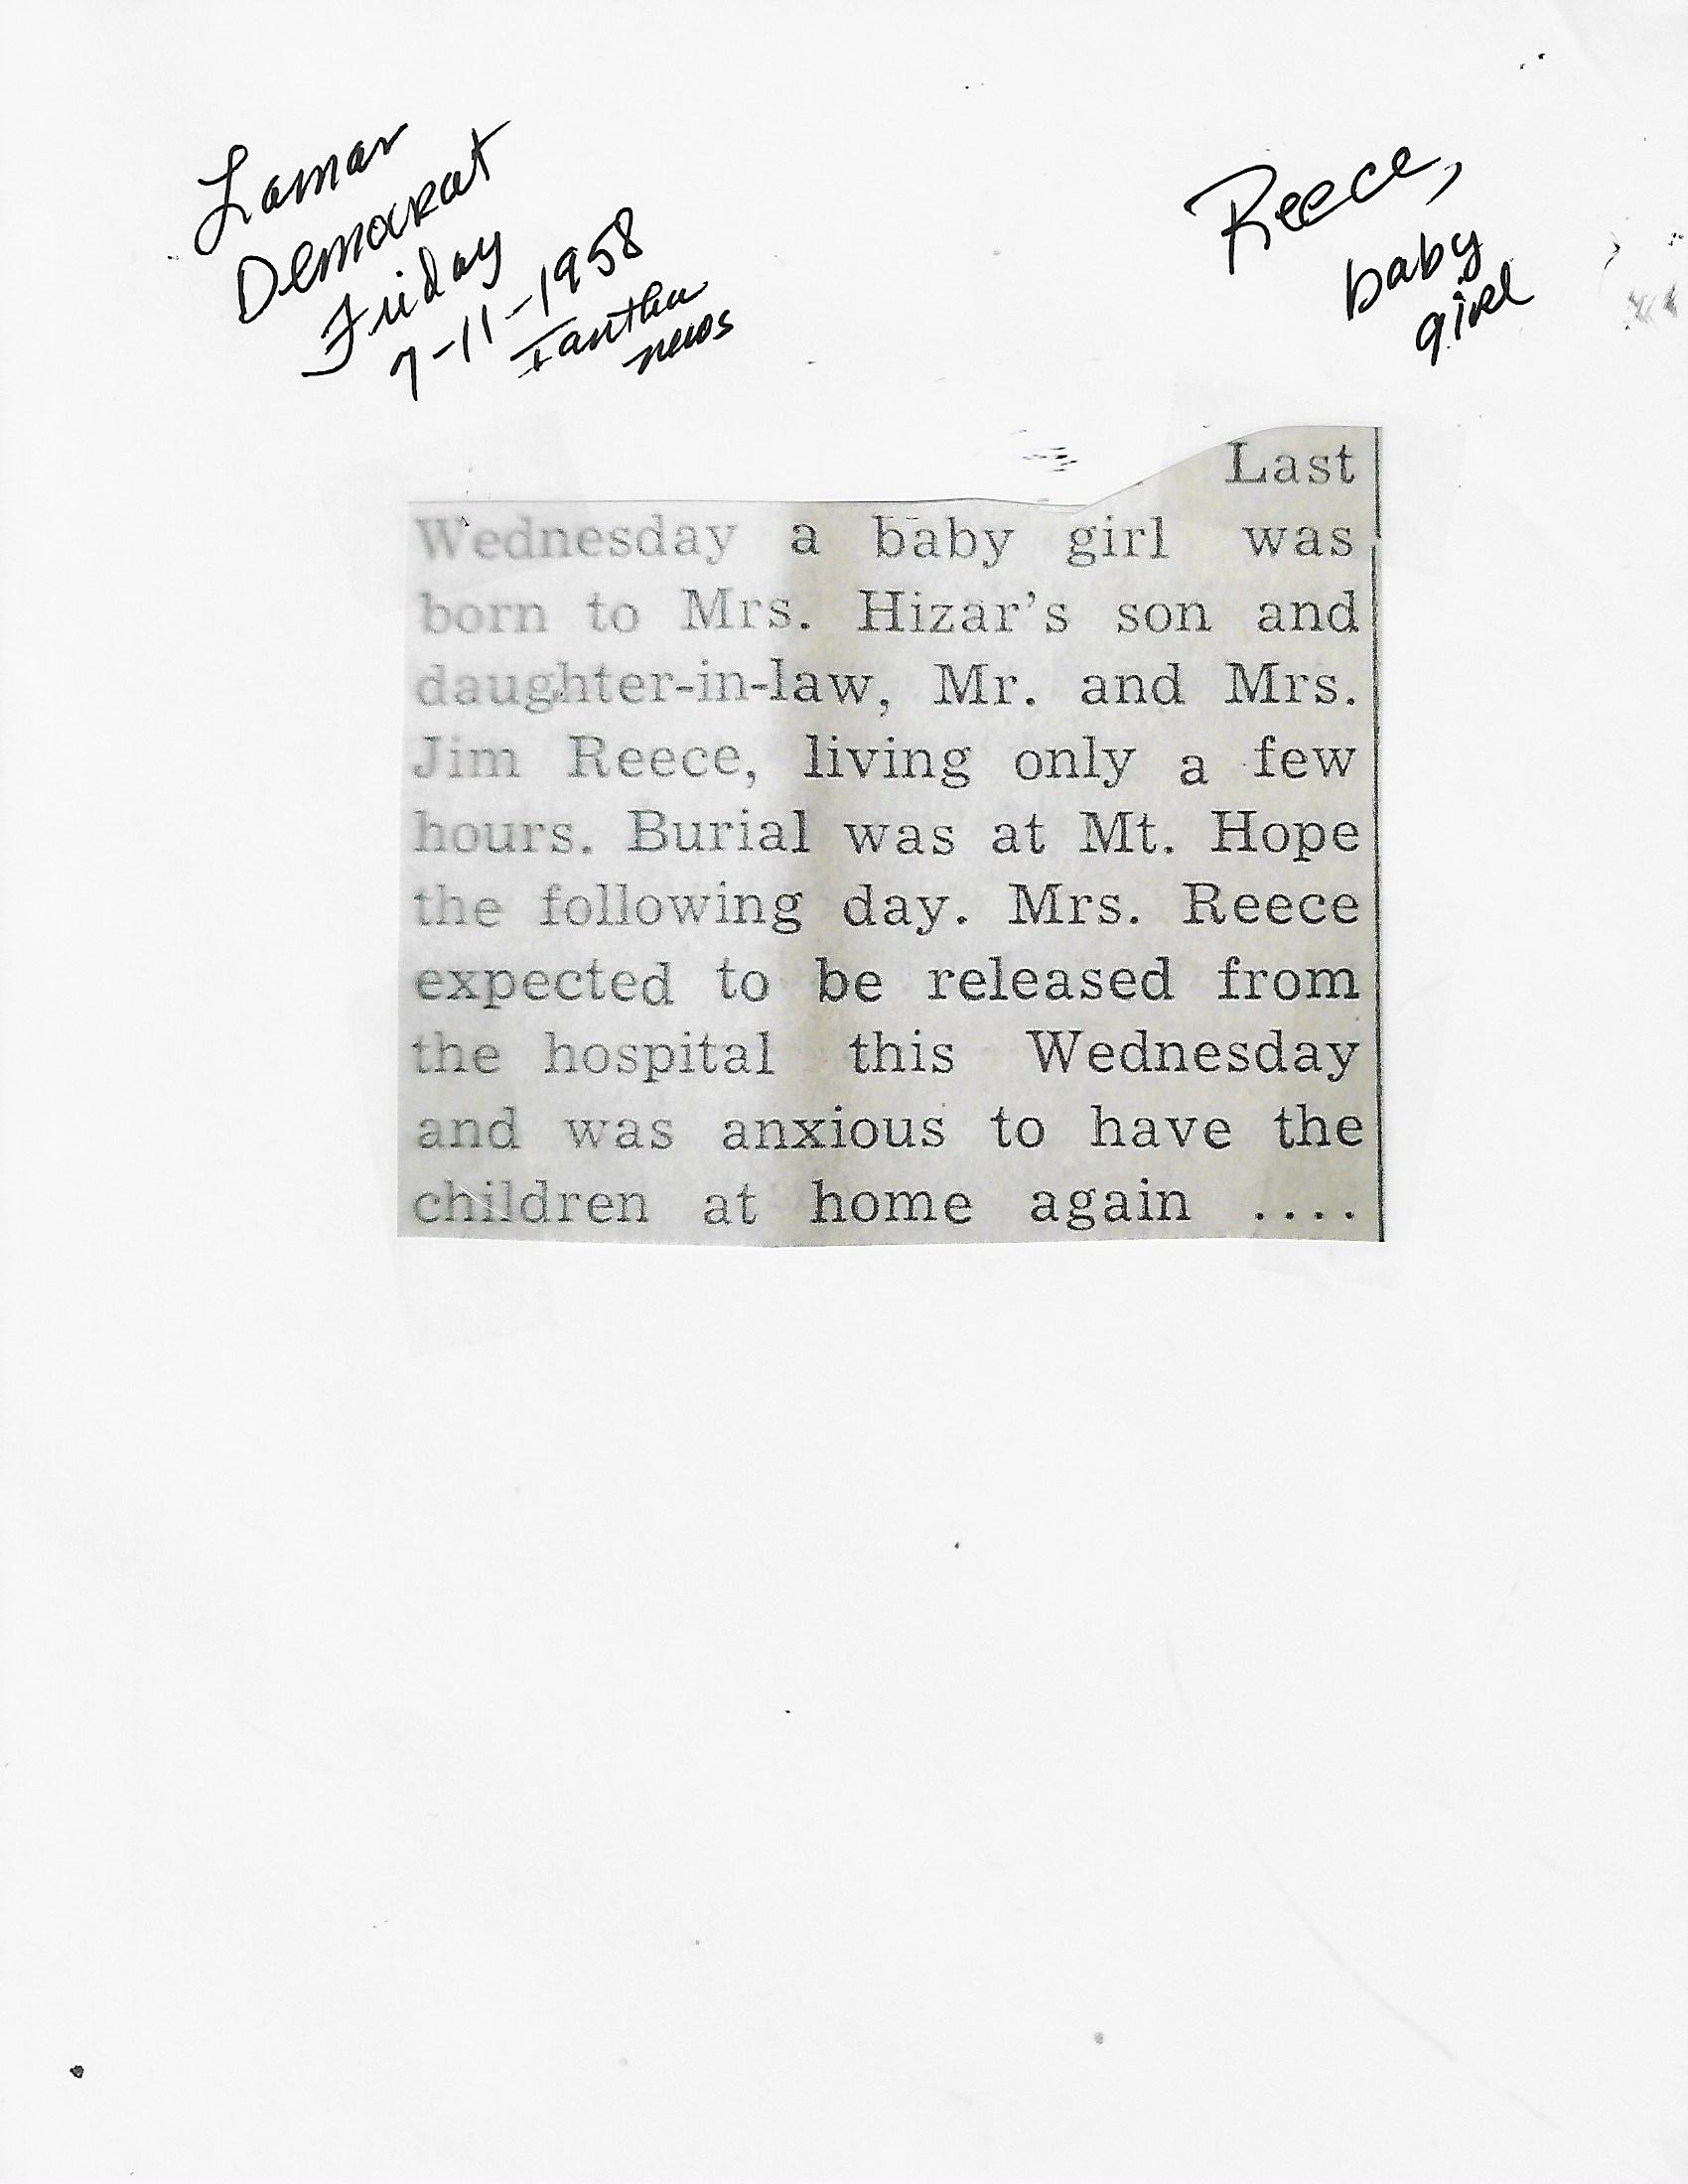 Lamar
Democrat
Friday
7-11-1958
Iantha
news
Reece,
baby
girl
Last
Wednesday a baby girl was
born to Mrs. Hizar's son and
daughter-in-law, Mr. and Mrs.
Jim Reece, living only a few
hours. Burial was at Mt. Hope
the following day. Mrs. Reece
expected to be released from
the hospital this Wednesday
and was anxious to have the
children at home again ....